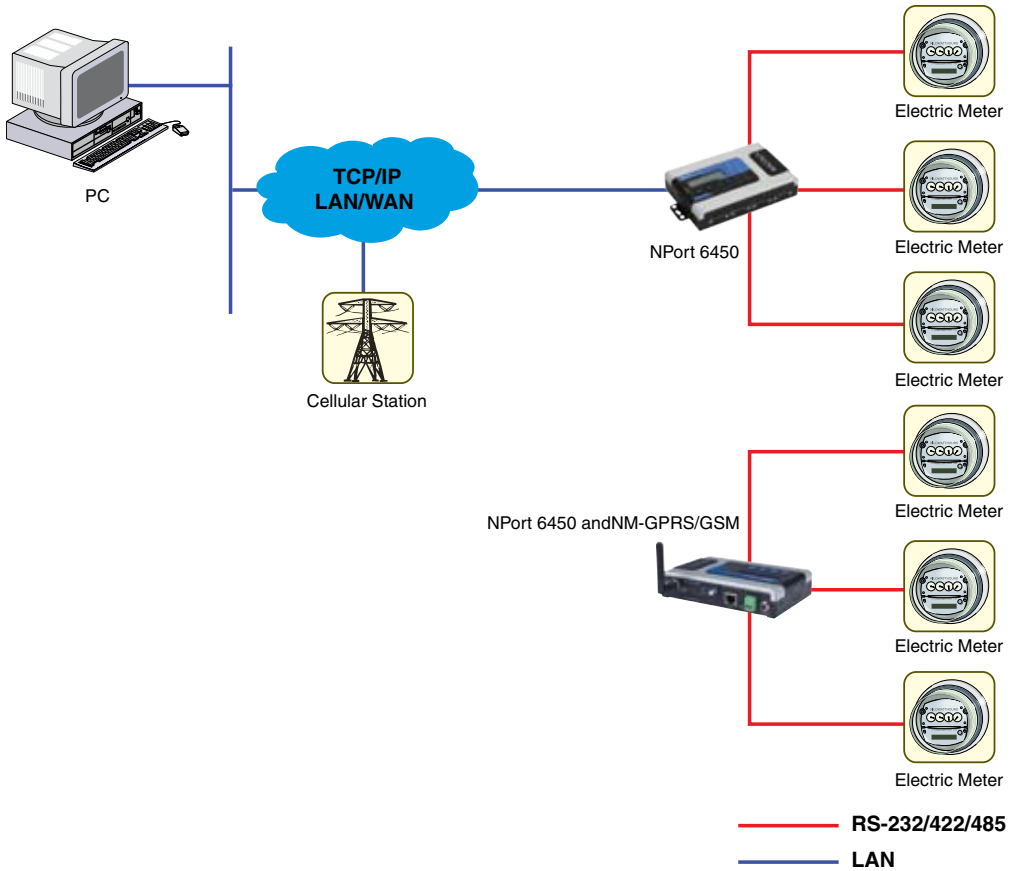 Electric Meter
PC
TCP/IP
LAN/WAN
NPort 6450
Electric Meter
Cellular Station
Electric Meter
NPort 6450 andNM-GPRS/GSM
Electric Meter
Electric Meter
Electric Meter
RS-232/422/485
LAN